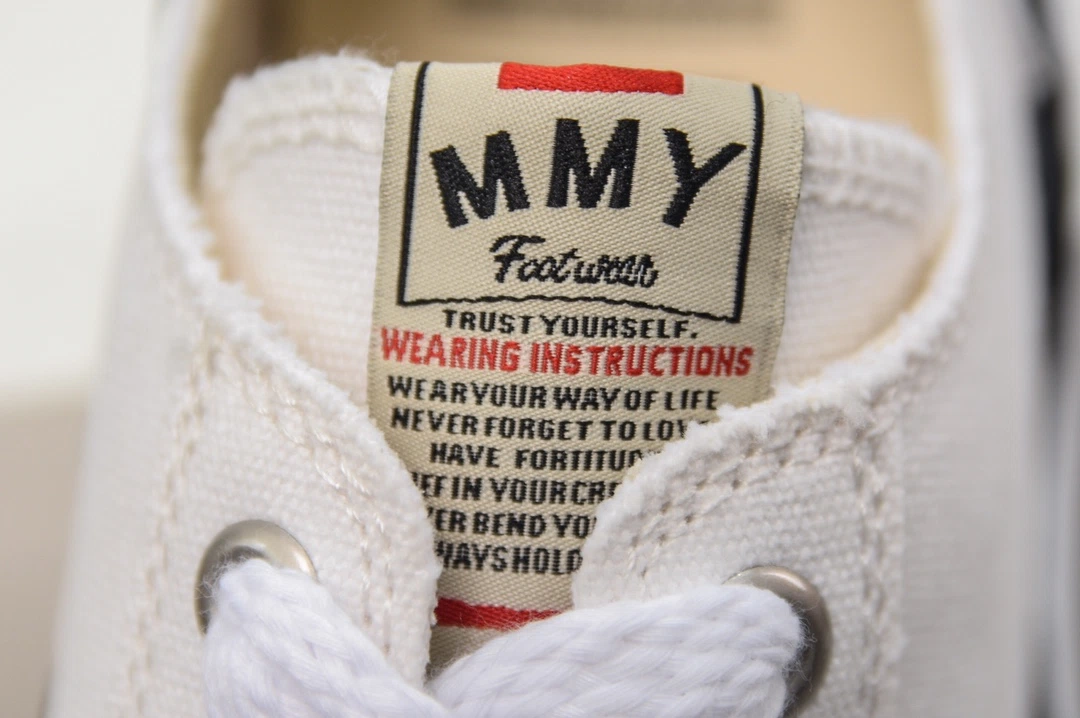 MMY
Footwear
TRUST YOURSELF.
WEARING INSTRUCTIONS
WEAR YOUR WAY OF LIFE
NEVER FORGET TO
HAVE
IN YOUR
BEND
HOLD